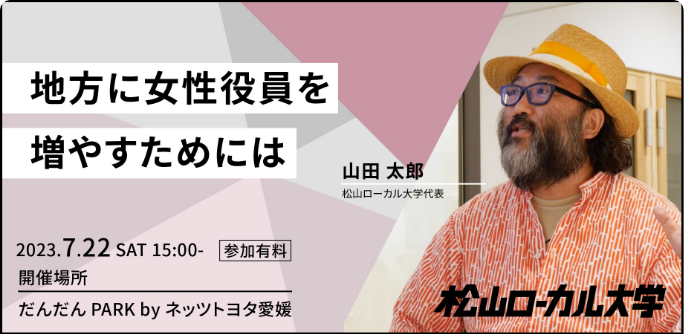 地方に女性役員を
増やすためには
山田 太郎
松山ローカル大学代表
2023.7.22 SAT 15:00- 参加有料
開催場所
だんだん PARK by ネッツトヨタ愛媛
松山ローカル大学